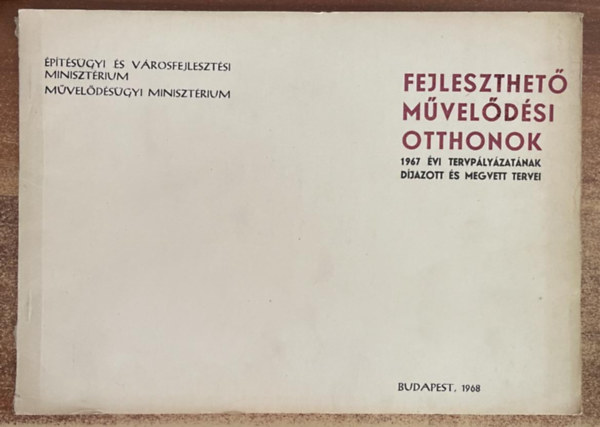 ÉPÍTÉSÜGYI ÉS VÁROSFEJLESZTÉSI
MINISZTÉRIUM
MŰVELŐDÉSÜGYI MINISZTÉRIUM
FEJLESZTHETŐ
MŰVELŐDÉSI
OTTHONOK
1967 ÉVI TERVPÁLYÁZATÁNAK
DÍJAZOTT ÉS MEGVETT TERVEI
BUDAPEST, 1968